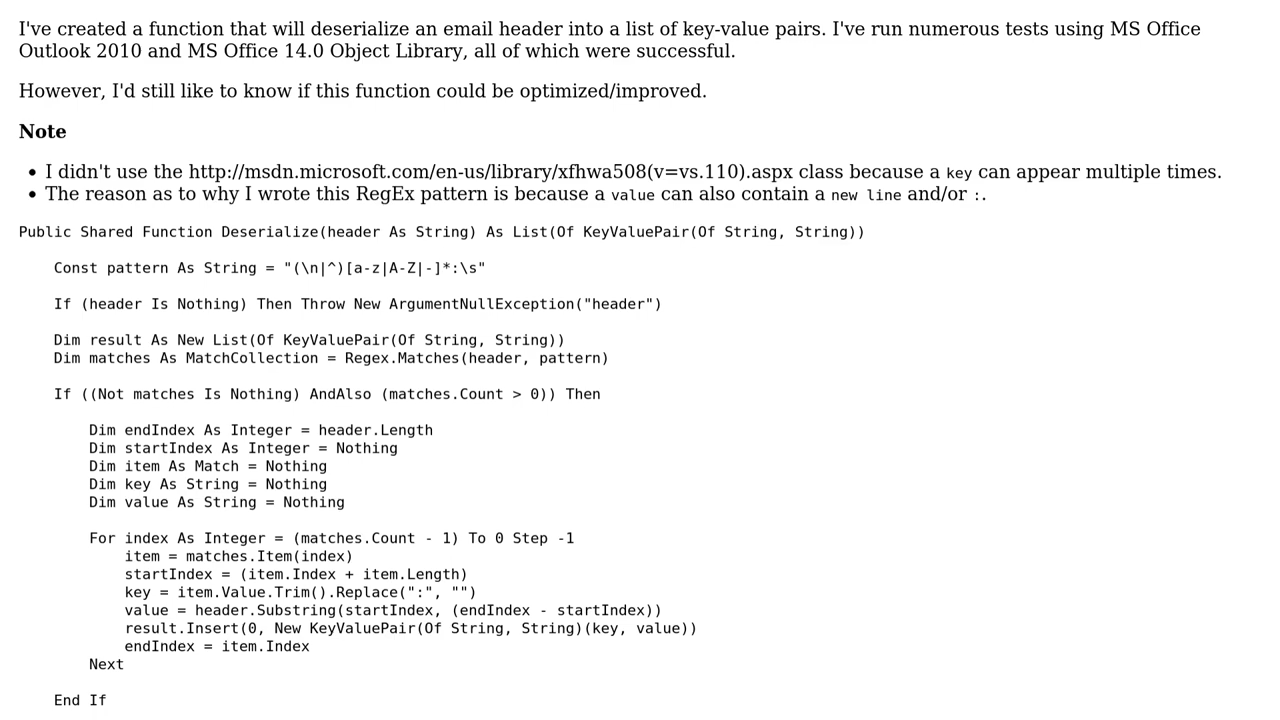 I've created a function that will deserialize an email header into a list of key-value pairs. I've run numerous tests using MS Office
Outlook 2010 and MS Office 14.0 Object Library, all of which were successful.
However, I'd still like to know if this function could be optimized/improved.
Note
• I didn't use the http://msdn.microsoft.com/en-us/library/xfhwa508(v=vs.110).aspx class because a key can appear multiple times.
• The reason as to why I wrote this RegEx pattern is because a value can also contain a new line and/or :.
Public Shared Function Deserialize(header As String) As List(Of KeyValuePair(Of String, String))
    Const pattern As String = "(\n|^)[a-z|A-Z|-]*:\s"
    If (header Is Nothing) Then Throw New ArgumentNullException("header")
    Dim result As New List(Of KeyValuePair(Of String, String))
    Dim matches As MatchCollection = Regex.Matches(header, pattern)
    If ((Not matches Is Nothing) AndAlso (matches.Count > 0)) Then
        Dim endIndex As Integer = header.Length
        Dim startIndex As Integer = Nothing
        Dim item As Match = Nothing
        Dim key As String = Nothing
        Dim value As String = Nothing
        For index As Integer = (matches.Count - 1) To 0 Step -1
            item = matches.Item(index)
            startIndex = (item.Index + item.Length)
            key = item.Value.Trim().Replace(":", "")
            value = header.Substring(startIndex, (endIndex - startIndex))
            result.Insert(0, New KeyValuePair(Of String, String)(key, value))
            endIndex = item.Index
        Next
    End If